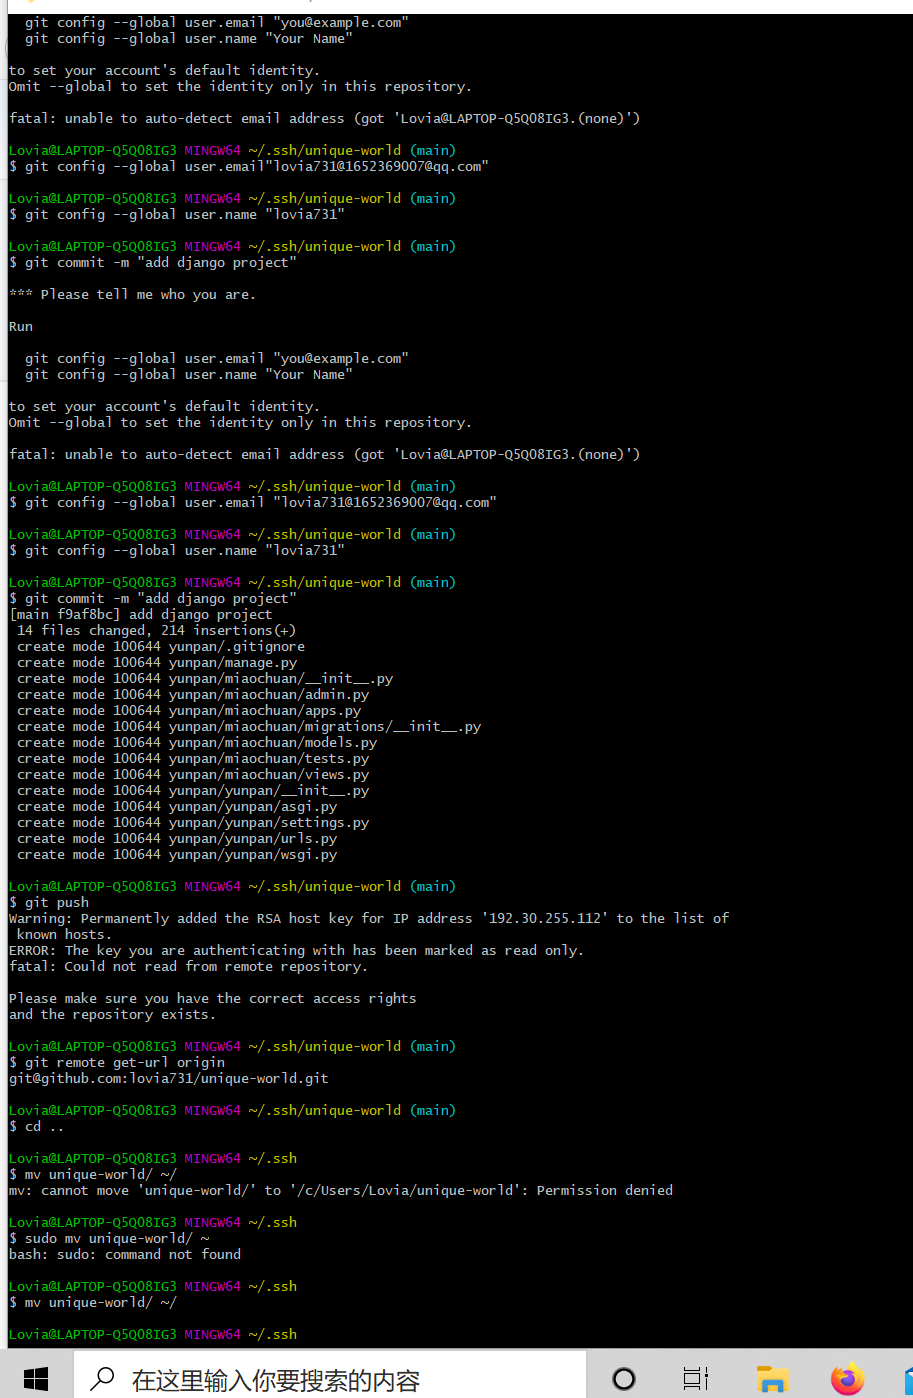 git config --global user.email "you@example.com"
git config --global user.name "Your Name"
to set your account's default identity.
Omit --global to set the identity only in this repository.
fatal: unable to auto-detect email address (got 'Lovia@LAPTOP-Q5Q08IG3.(none)')
Lovia@LAPTOP-Q5Q08IG3 MINGW64 ~/.ssh/unique-world (main)
$ git config --global user.email"lovia731@1652369007@qq.com"
Lovia@LAPTOP-Q5Q08IG3 MINGW64 ~/.ssh/unique-world (main)
$ git config --global user.name "lovia731"
Lovia@LAPTOP-Q5Q08IG3 MINGW64 ~/.ssh/unique-world (main)
$ git commit -m "add django project"
*** Please tell me who you are.
Run
git config --global user.email "you@example.com"
git config --global user.name "Your Name"
to set your account's default identity.
Omit --global to set the identity only in this repository.
fatal: unable to auto-detect email address (got 'Lovia@LAPTOP-Q5Q08IG3.(none)')
Lovia@LAPTOP-Q5Q08IG3 MINGW64 ~/.ssh/unique-world (main)
$ git config --global user.email "lovia731@1652369007@qq.com"
Lovia@LAPTOP-Q5Q08IG3 MINGW64 ~/.ssh/unique-world (main)
$ git config --global user.name "lovia731"
Lovia@LAPTOP-Q5Q08IG3 MINGW64 ~/.ssh/unique-world (main)
$ git commit -m "add django project"
[main f9af8bc] add django project
14 files changed, 214 insertions(+)
create mode 100644 yunpan/.gitignore
create mode 100644 yunpan/manage.py
create mode 100644 yunpan/miaochuan/__init__.py
create mode 100644 yunpan/miaochuan/admin.py
create mode 100644 yunpan/miaochuan/apps.py
create mode 100644 yunpan/miaochuan/migrations/__init__.py
create mode 100644 yunpan/miaochuan/models.py
create mode 100644 yunpan/miaochuan/tests.py
create mode 100644 yunpan/miaochuan/views.py
create mode 100644 yunpan/yunpan/__init__.py
create mode 100644 yunpan/yunpan/asgi.py
create mode 100644 yunpan/yunpan/settings.py
create mode 100644 yunpan/yunpan/urls.py
create mode 100644 yunpan/yunpan/wsgi.py
Lovia@LAPTOP-Q5Q08IG3 MINGW64 ~/.ssh/unique-world (main)
$ git push
Warning: Permanently added the RSA host key for IP address '192.30.255.112' to the list of
known hosts.
ERROR: The key you are authenticating with has been marked as read only.
fatal: Could not read from remote repository.
Please make sure you have the correct access rights
and the repository exists.
Lovia@LAPTOP-Q5Q08IG3 MINGW64 ~/.ssh/unique-world (main)
$ git remote get-url origin
git@github.com:lovia731/unique-world.git
Lovia@LAPTOP-Q5Q08IG3 MINGW64 ~/.ssh/unique-world (main)
$ cd ..
Lovia@LAPTOP-Q5Q08IG3 MINGW64 ~/.ssh
$ mv unique-world/ ~/
mv: cannot move 'unique-world/' to '/c/Users/Lovia/unique-world': Permission denied
Lovia@LAPTOP-Q5Q08IG3 MINGW64 ~/.ssh
$ sudo mv unique-world/ ~
bash: sudo: command not found
Lovia@LAPTOP-Q5Q08IG3 MINGW64 ~/.ssh
$ mv unique-world/ ~/
Lovia@LAPTOP-Q5Q08IG3 MINGW64 ~/.ssh
在这里输入你要搜索的内容